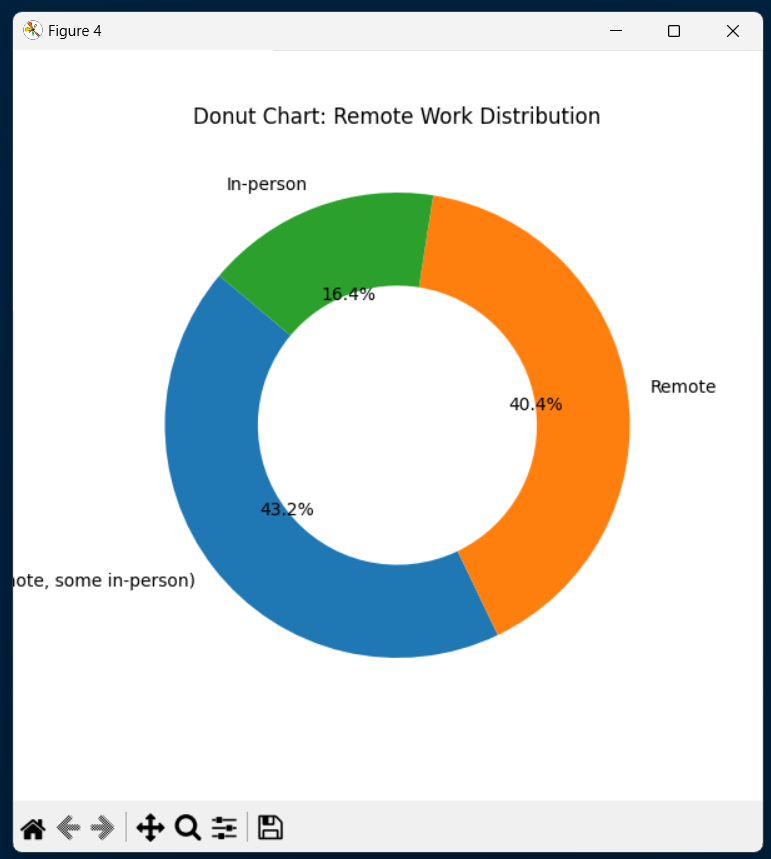 Figure 4
Donut Chart: Remote Work Distribution
In-person
16.4%
Remote
40.4%
43.2%
some in-person)